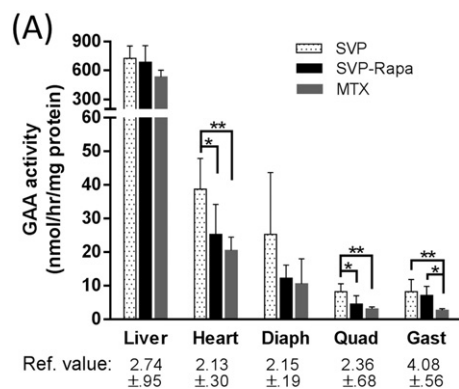 (A)
900
600
300
50
40
30
20
10
0
GAA activity
(nmol/hr/mg protein)
SVP
SVP-Rapa
MTX
**
*
**
*
**
*
Liver Heart Diaph Quad Gast
Ref. value: 2.74 2.13 2.15 2.36 4.08
±.95 ±.30 ±.19 ±.68 ±.56